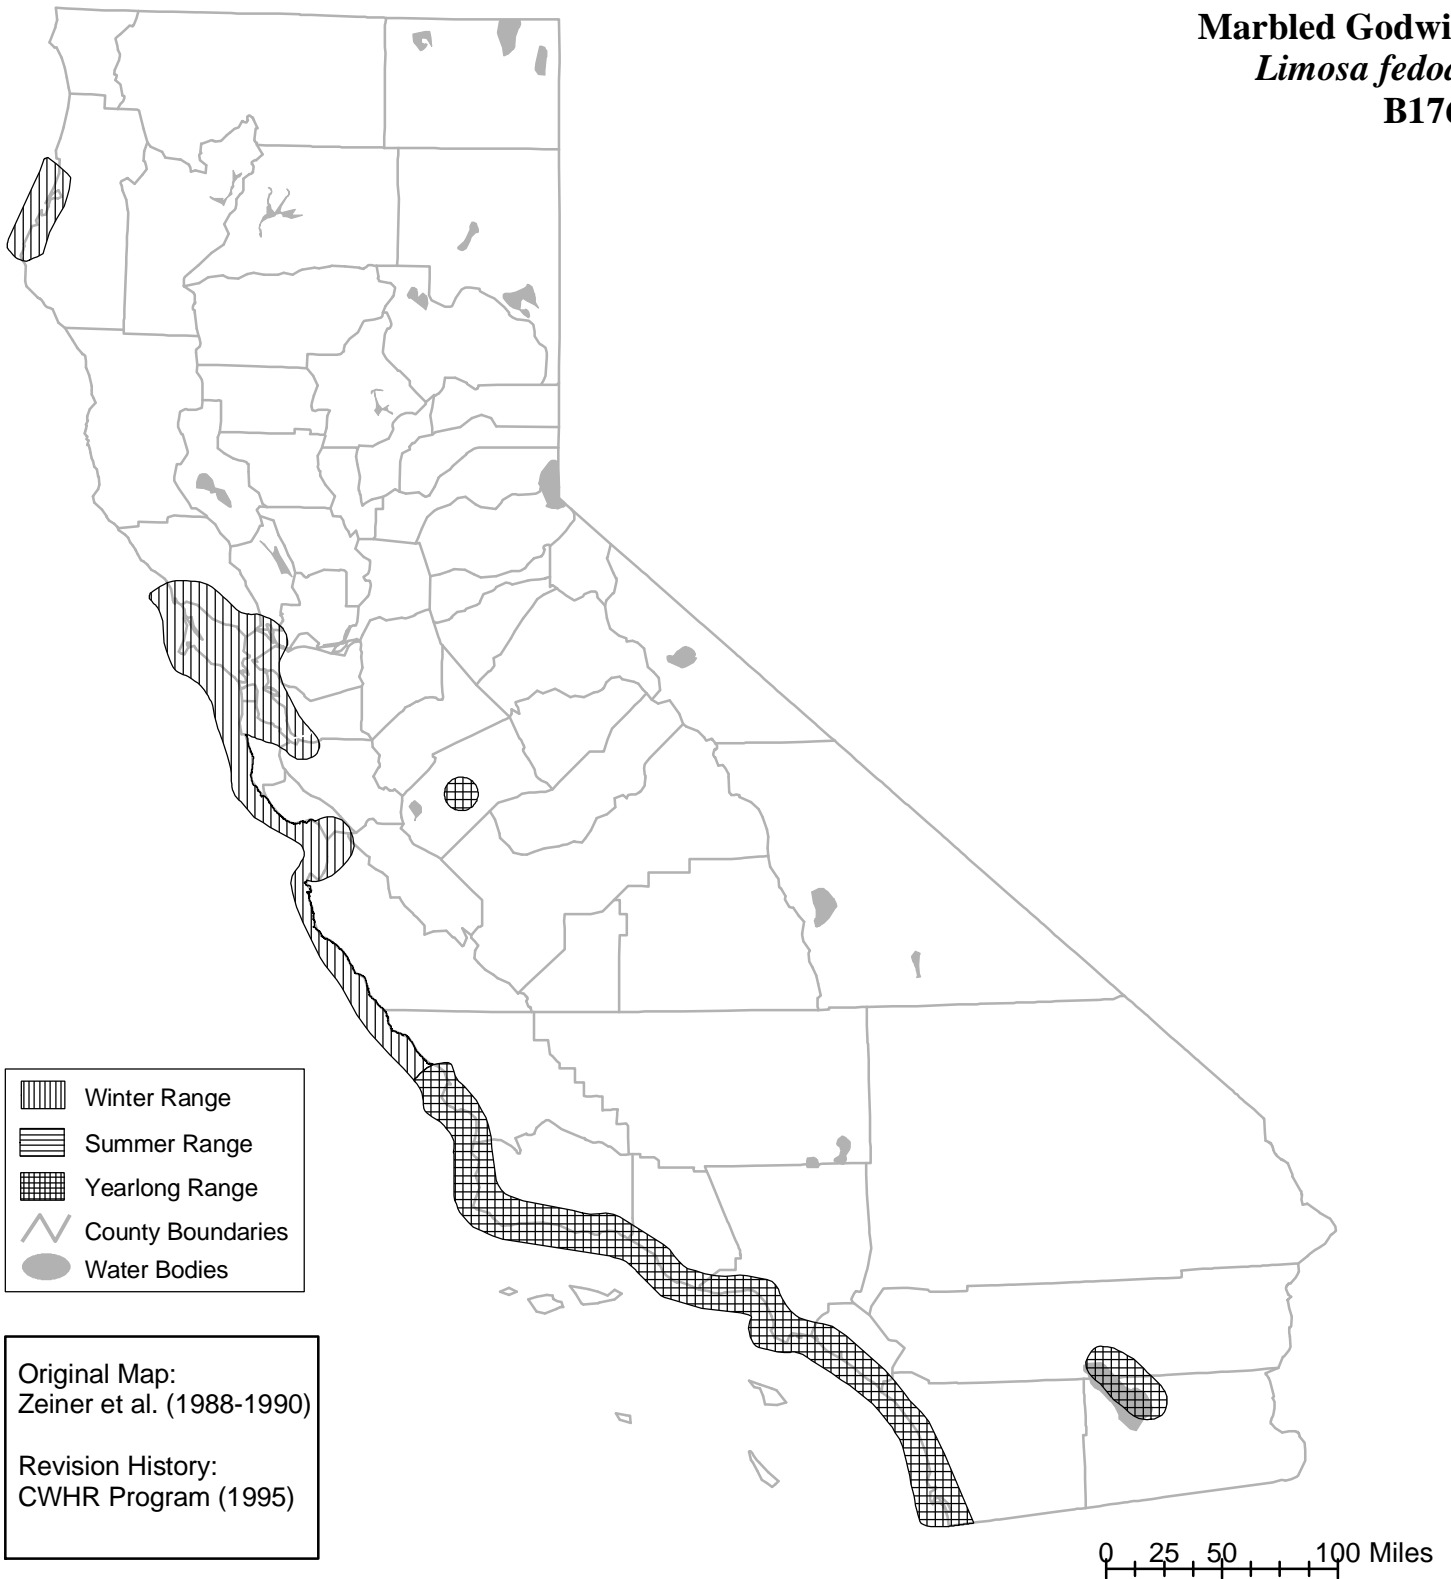 Marbled Godwi
Limosa fedoa
B176
Winter Range
Summer Range
Yearlong Range
County Boundaries
Water Bodies
Original Map:
Zeiner et al. (1988-1990)
Revision History:
CWHR Program (1995)
0 25 50 100 Miles